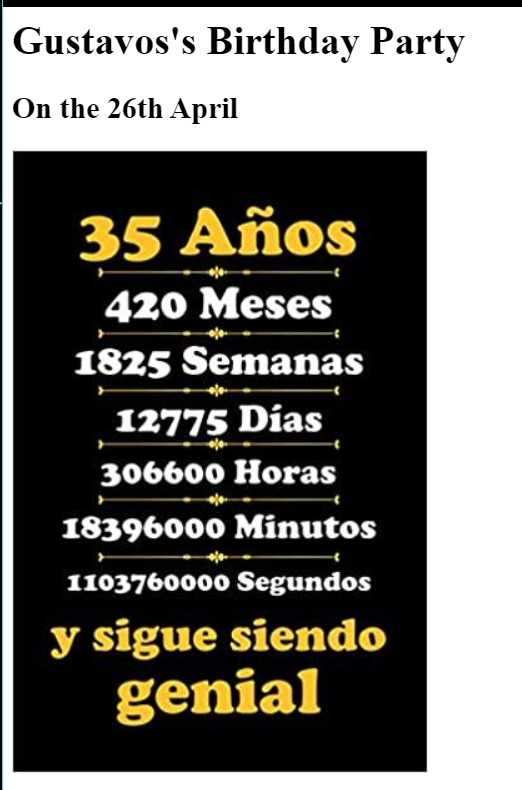 Gustavos's Birthday Party
On the 26th April
35 Años
420 Meses
1825 Semanas
12775 Días
306600 Horas
18396000 Minutos
1103760000 Segundos
y sigue siendo
genial